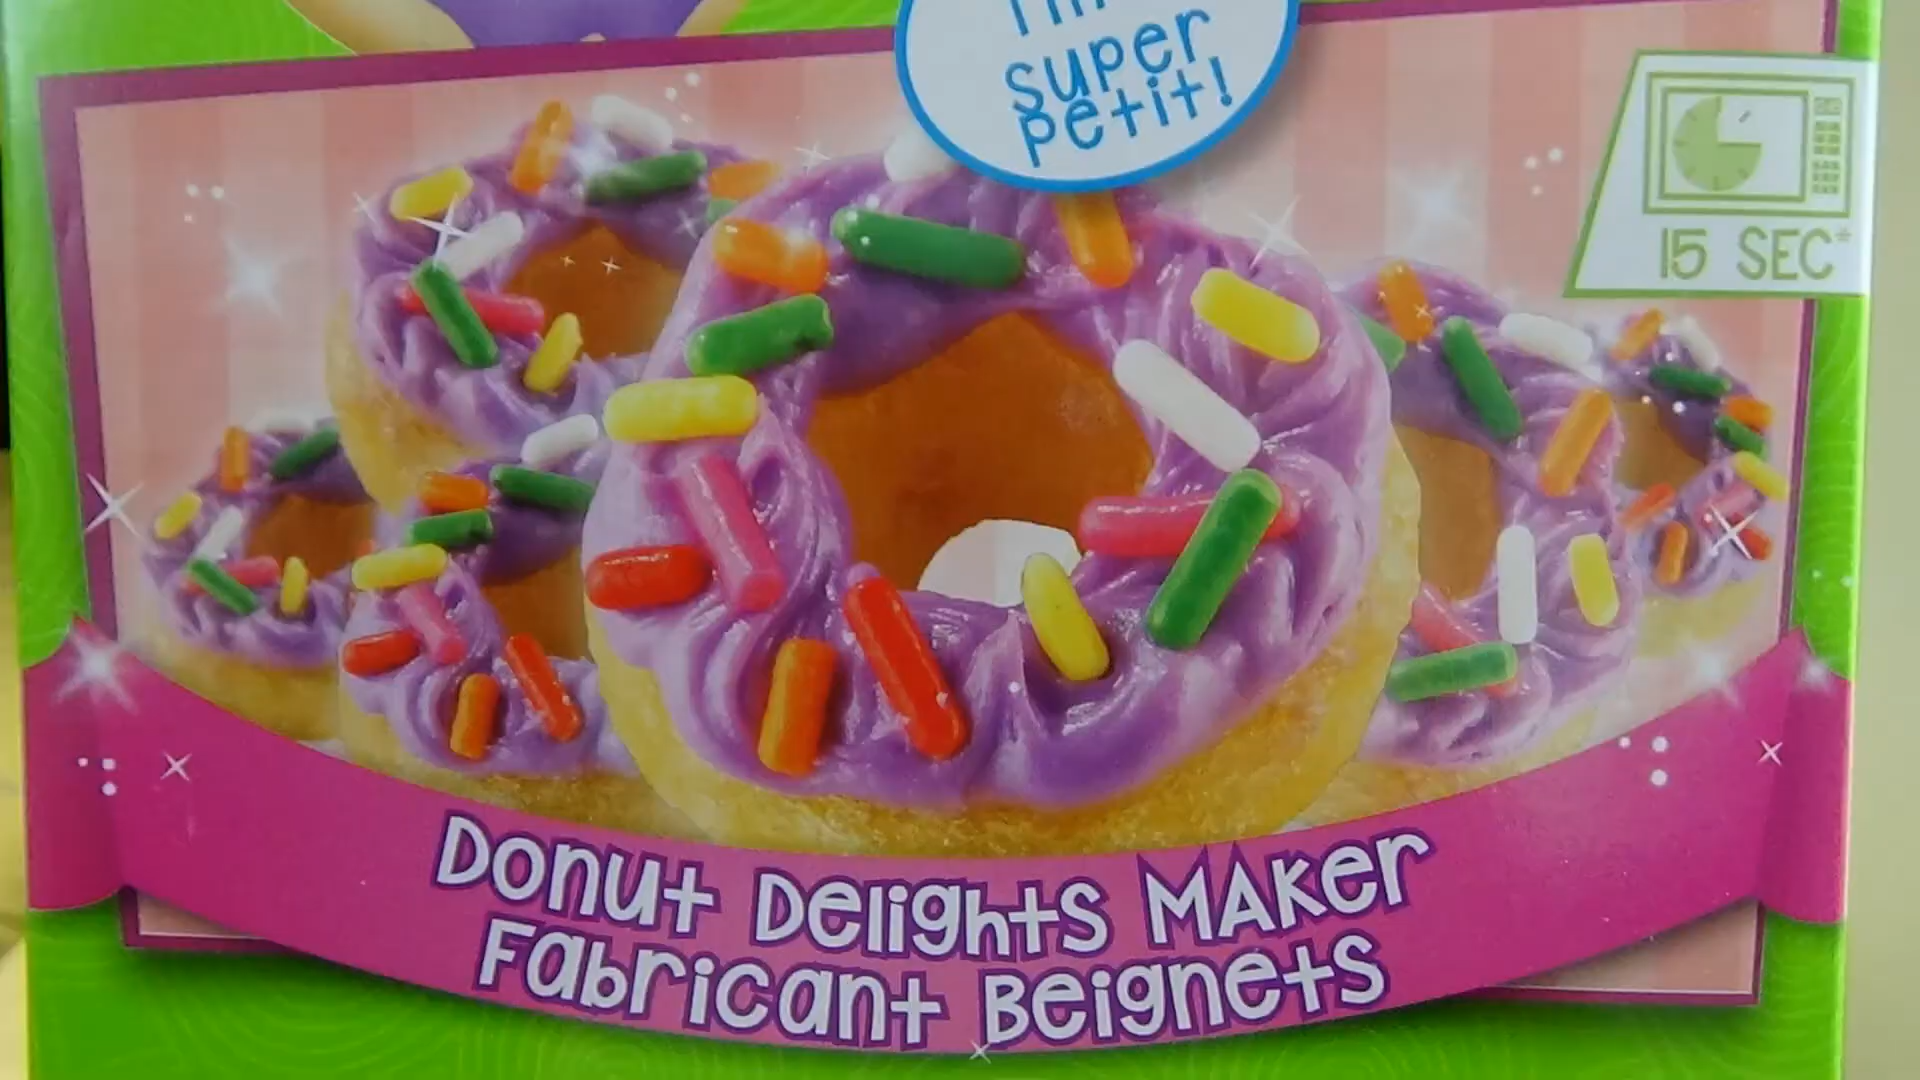 super
petit!
15 SEC*
Donut Delights Maker
Fabricant Beignets